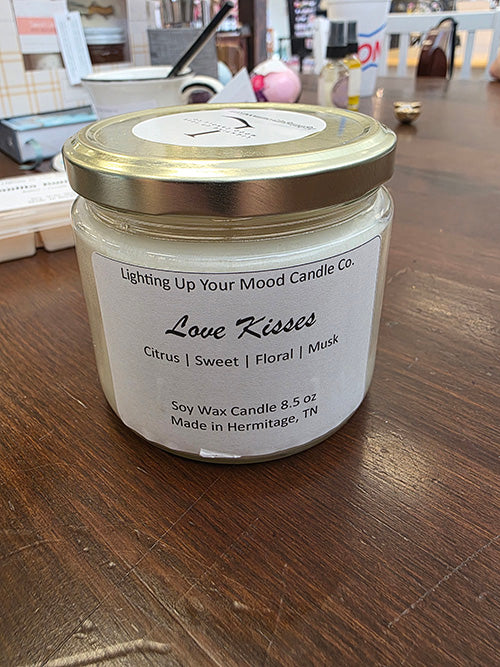 Lighting Up Your Mood Candle Co.
Love Kisses
Citrus | Sweet | Floral | Musk
Soy Wax Candle 8.5 oz
Made in Hermitage, TN